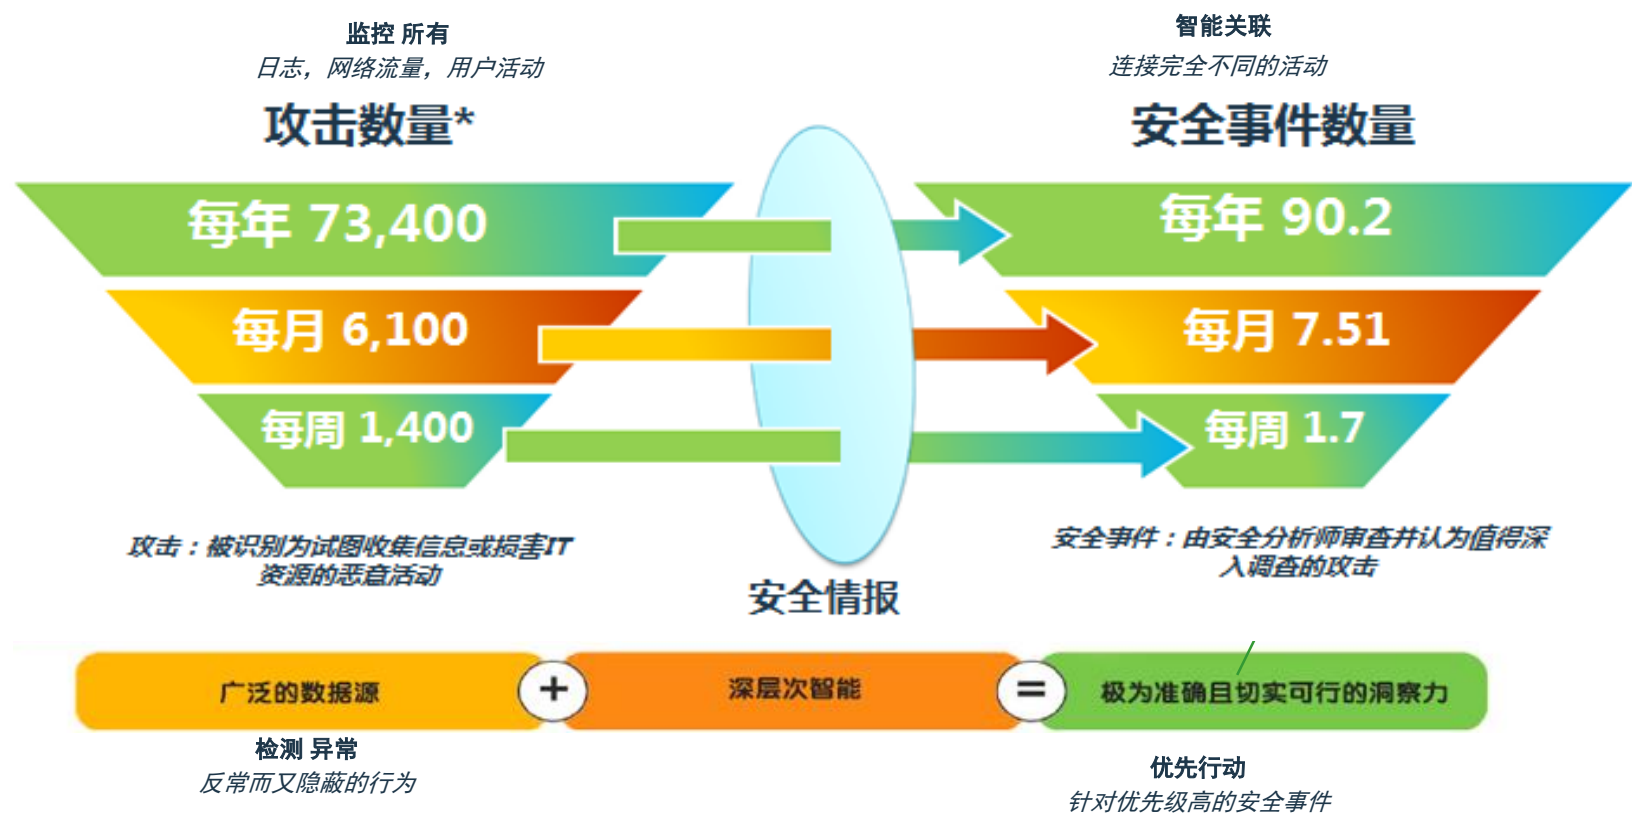 监控 所有
日志，网络流量，用户活动
攻击数量*
每年 73,400
每月 6,100
每周 1,400
攻击：被识别为试图收集信息或损害IT
资源的恶意活动
智能关联
连接完全不同的活动
安全事件数量
每年 90.2
每月 7.51
每周 1.7
安全事件：由安全分析师审查并认为值得深
入调查的攻击
安全情报
广泛的数据源
+
深层次智能
=
极为准确且切实可行的洞察力
检测 异常
反常而又隐蔽的行为
优先行动
针对优先级高的安全事件